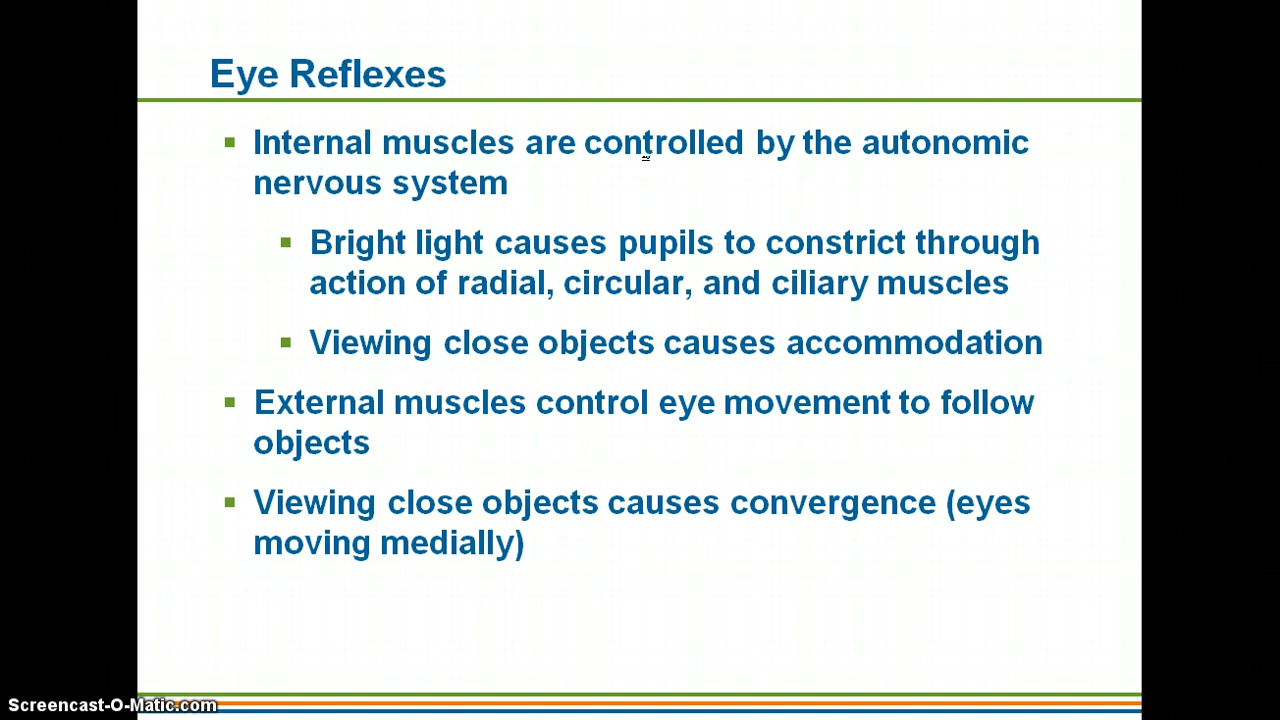 Eye Reflexes
▪ Internal muscles are controlled by the autonomic
nervous system
▪ Bright light causes pupils to constrict through
action of radial, circular, and ciliary muscles
▪ Viewing close objects causes accommodation
▪ External muscles control eye movement to follow
objects
▪ Viewing close objects causes convergence (eyes
moving medially)
Screencast-O-Matic.com